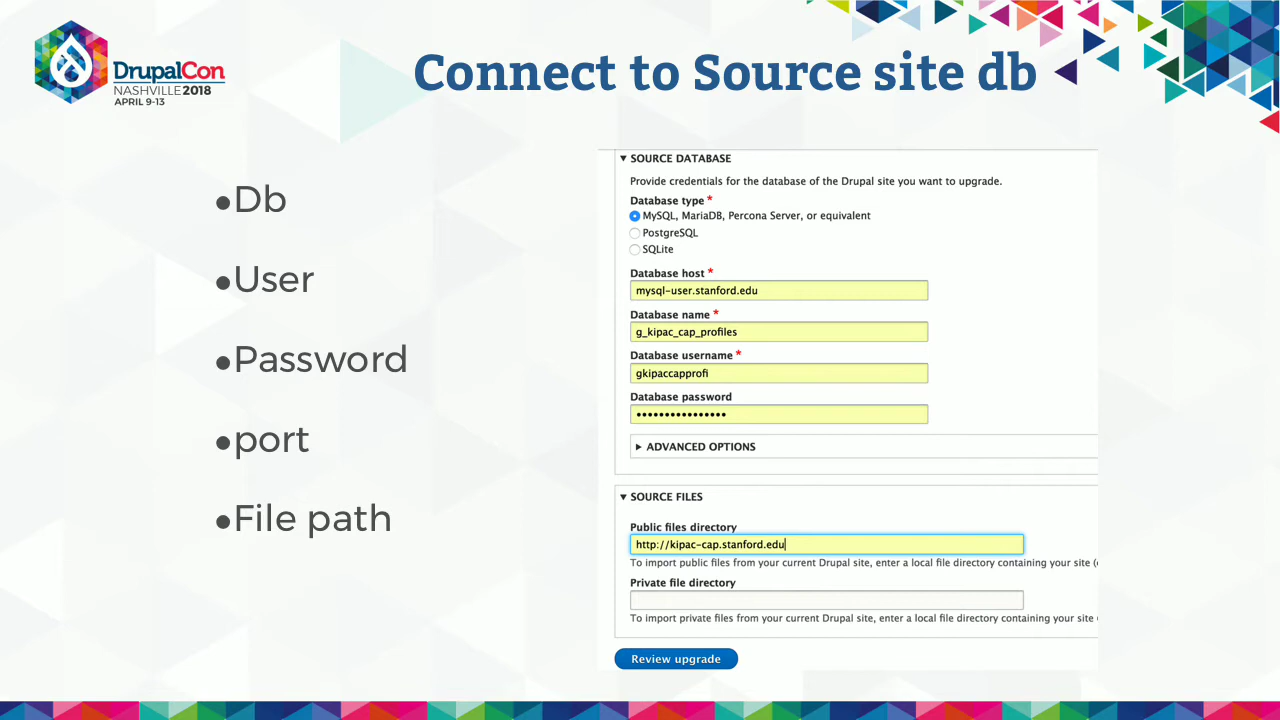 DrupalCon
NASHVILLE 2018
APRIL 9-13
Connect to Source site db
•Db
•User
•Password
•port
•File path
▼ SOURCE DATABASE
Provide credentials for the database of the Drupal site you want to upgrade.
Database type *
MySQL, MariaDB, Percona Server, or equivalent
PostgreSQL
SQLite
Database host *
mysql-user.stanford.edu
Database name *
g_kipac_cap_profiles
Database username *
gkipaccapprofi
Database password
••••••••••••••••
▶ ADVANCED OPTIONS
▼ SOURCE FILES
Public files directory
http://kipac-cap.stanford.edu
To import public files from your current Drupal site, enter a local file directory containing your site (
Private file directory
To import private files from your current Drupal site, enter a local file directory containing your site
Review upgrade